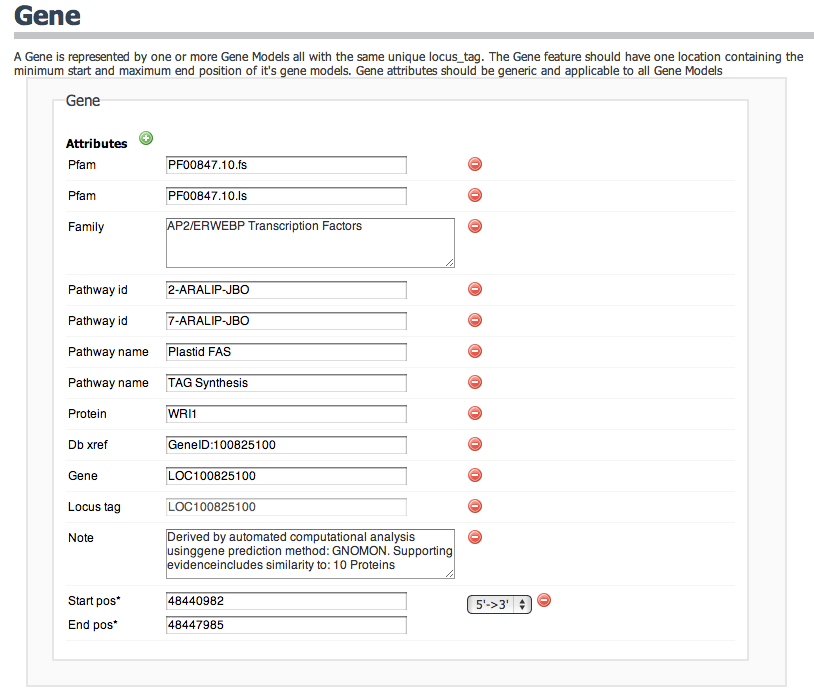 Gene
A Gene is represented by one or more Gene Models all with the same unique locus_tag. The Gene feature should have one location containing the
minimum start and maximum end position of it's gene models. Gene attributes should be generic and applicable to all Gene Models
Gene
Attributes
Pfam PF00847.10.fs
Pfam PF00847.10.ls
Family AP2/ERWEBP Transcription Factors
Pathway id 2-ARALIP-JBO
Pathway id 7-ARALIP-JBO
Pathway name Plastid FAS
Pathway name TAG Synthesis
Protein WRI1
Db xref GeneID:100825100
Gene LOC100825100
Locus tag LOC100825100
Note Derived by automated computational analysis
usinggene prediction method: GNOMON. Supporting
evidenceincludes similarity to: 10 Proteins
Start pos* 48440982 5'->3'
End pos* 48447985